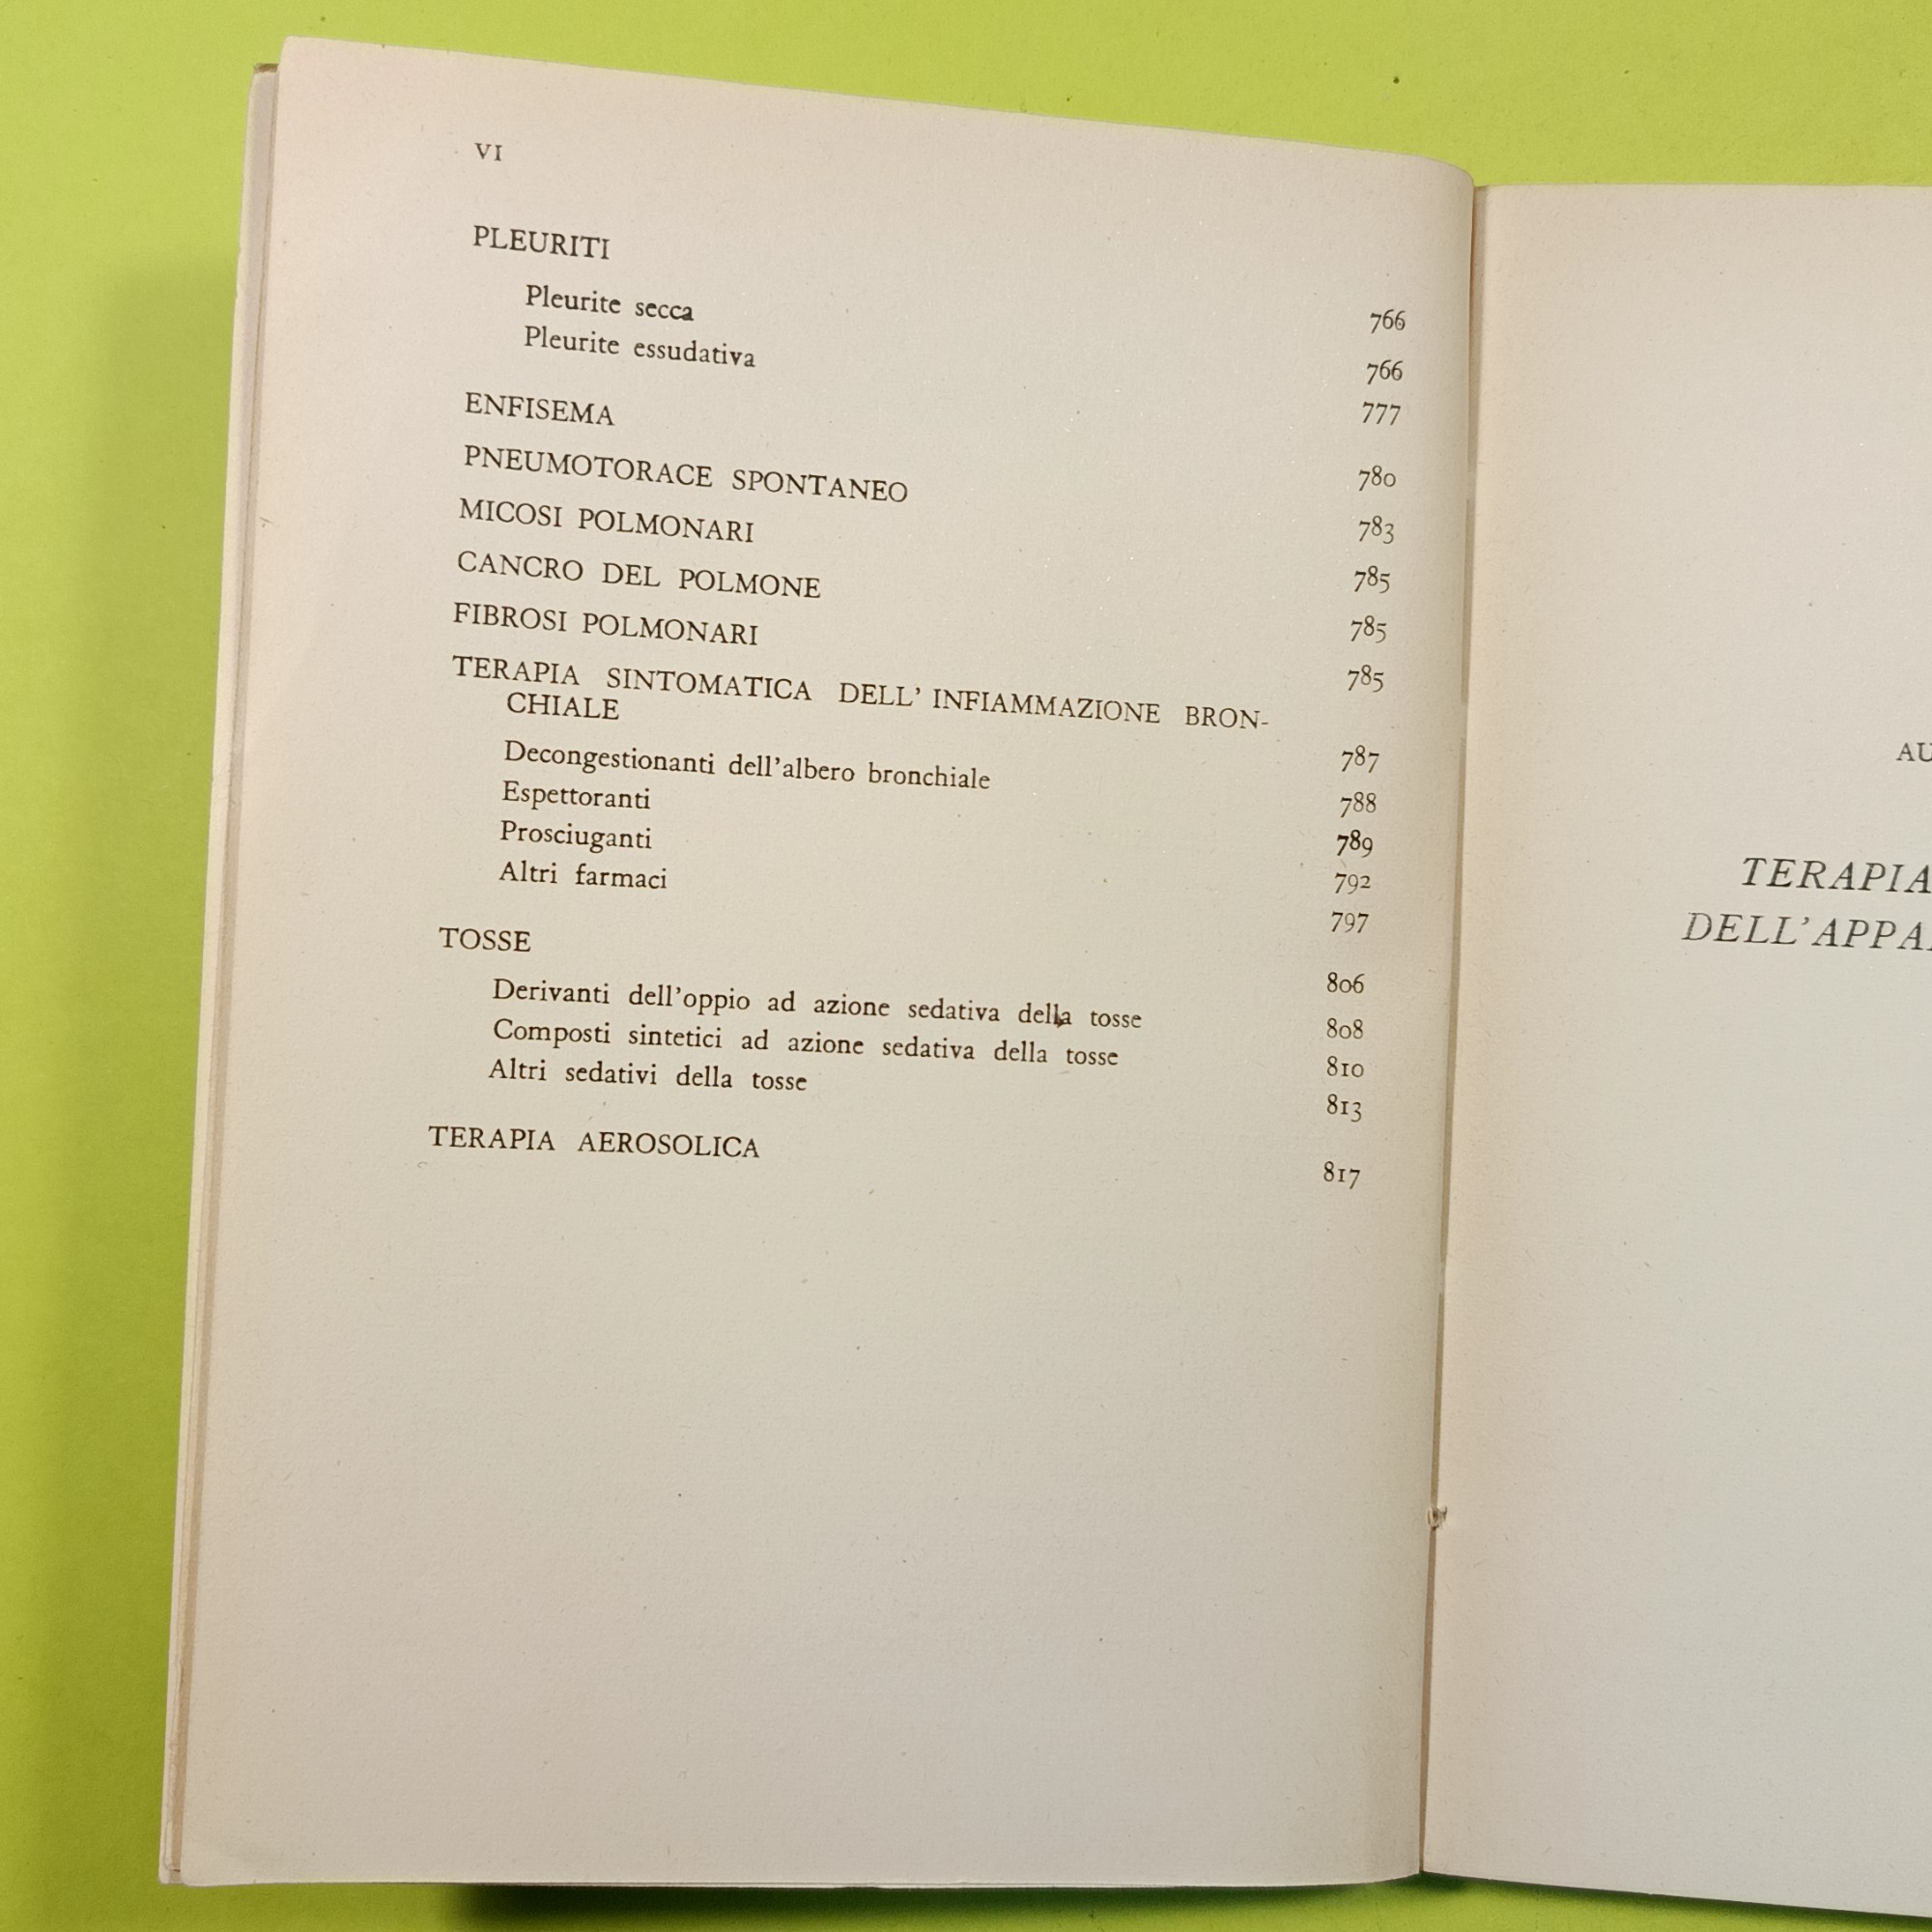 VI
PLEURITI 766
Pleurite secca 766
Pleurite essudativa 777
ENFISEMA 780
PNEUMOTORACE SPONTANEO 783
MICOSI POLMONARI 785
CANCRO DEL POLMONE 785
FIBROSI POLMONARI 785
TERAPIA SINTOMATICA DELL' INFIAMMAZIONE BRON-
CHIALE 787
Decongestionanti dell'albero bronchiale 788
Espettoranti 789
Prosciuganti 792
Altri farmaci 797
TOSSE 806
Derivanti dell'oppio ad azione sedativa della tosse 808
Composti sintetici ad azione sedativa della tosse 810
Altri sedativi della tosse 813
TERAPIA AEROSOLICA 817
AU
TERAPIA
DELL'APPA